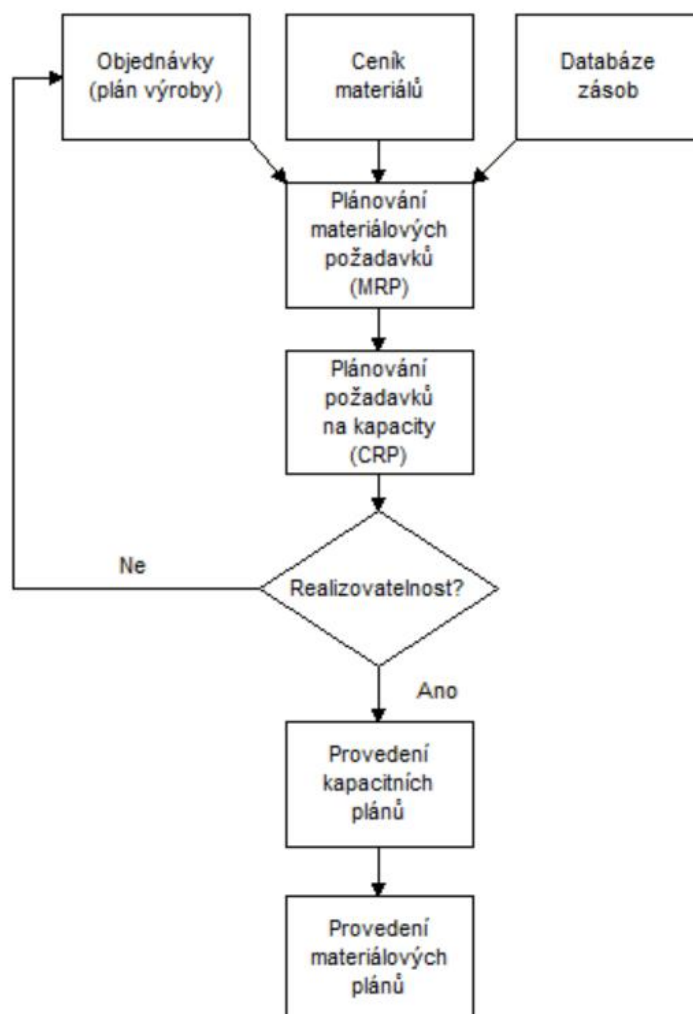 Objednávky
(plán výroby)
Ceník
materiálů
Databáze
zásob
Plánování
materiálových
požadavků
(MRP)
Plánování
požadavků
na kapacity
(CRP)
Ne
Realizovatelnost?
Ano
Provedení
kapacitních
plánů
Provedení
materiálových
plánů